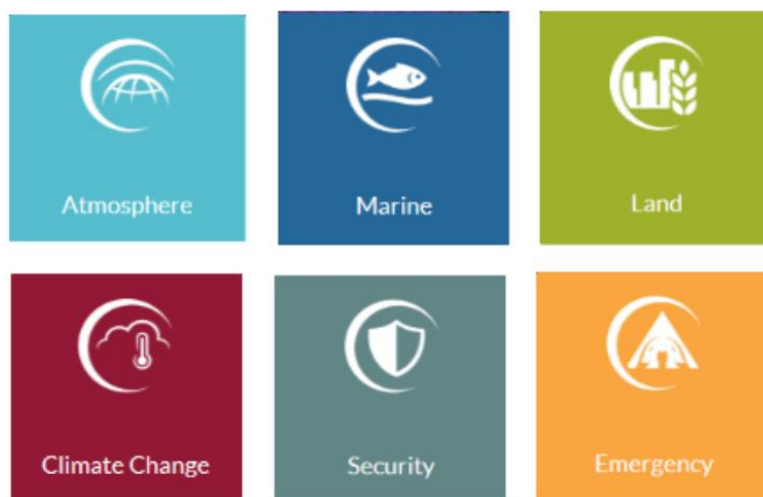 Atmosphere
Marine
Land
Climate Change
Security
Emergency